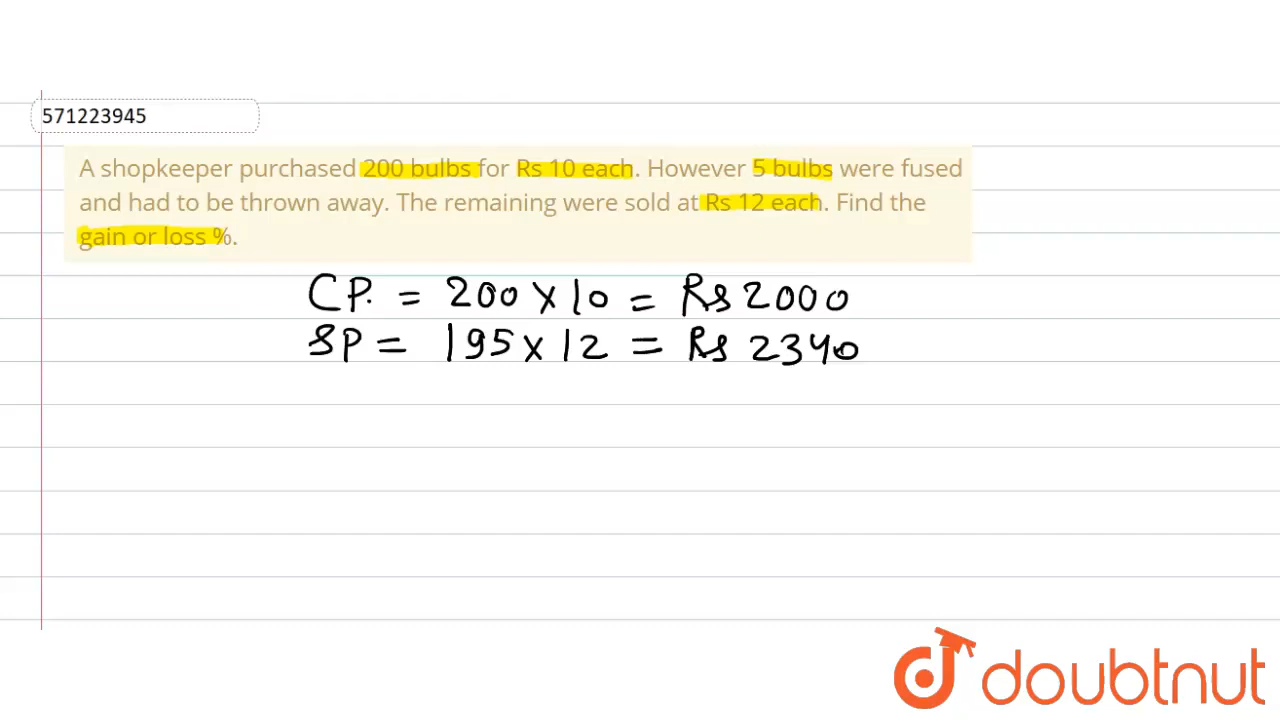 571223945
A shopkeeper purchased 200 bulbs for Rs 10 each. However 5 bulbs were fused
and had to be thrown away. The remaining were sold at Rs 12 each. Find the
gain or loss %.
CP. = 200 × 10 = Rs 2000
SP = 195 × 12 = Rs 2340
doubtnut